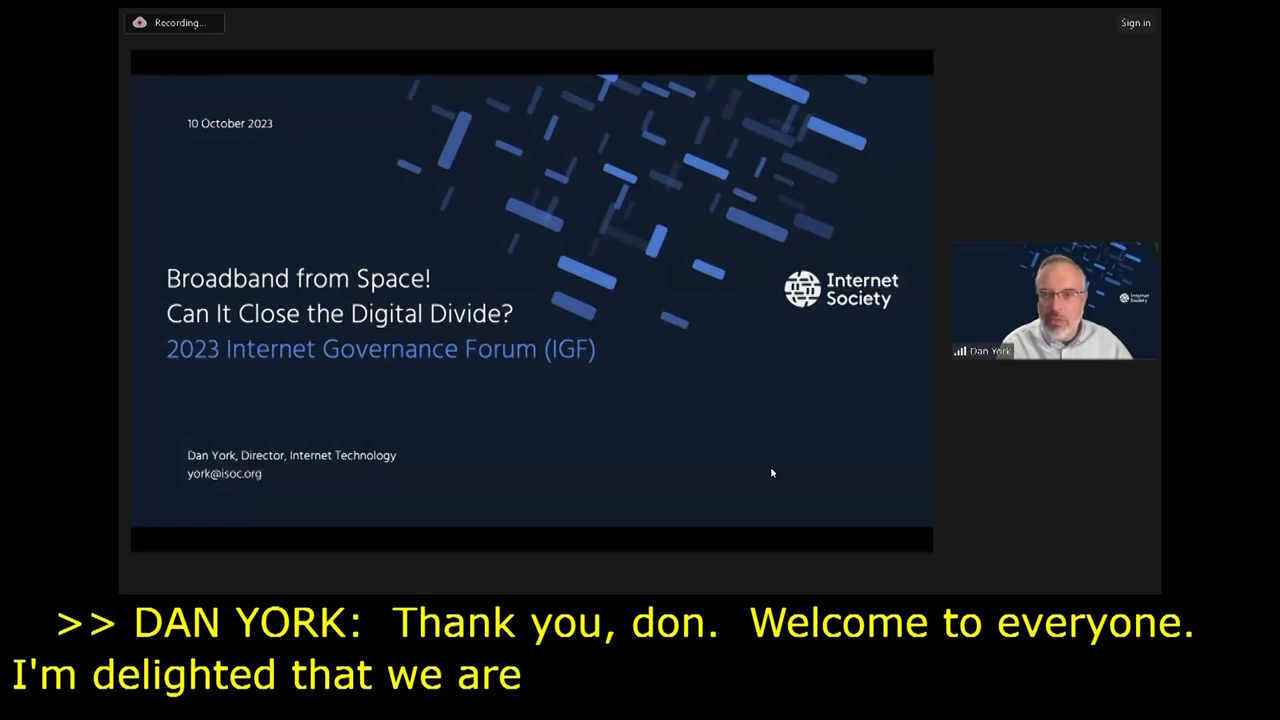 Recording...
Sign in
10 October 2023
Broadband from Space!
Can It Close the Digital Divide?
2023 Internet Governance Forum (IGF)
Internet
Society
Dan York, Director, Internet Technology
york@isoc.org
Internet
Society
Dan York
>> DAN YORK:  Thank you, don.  Welcome to everyone.
I'm delighted that we are